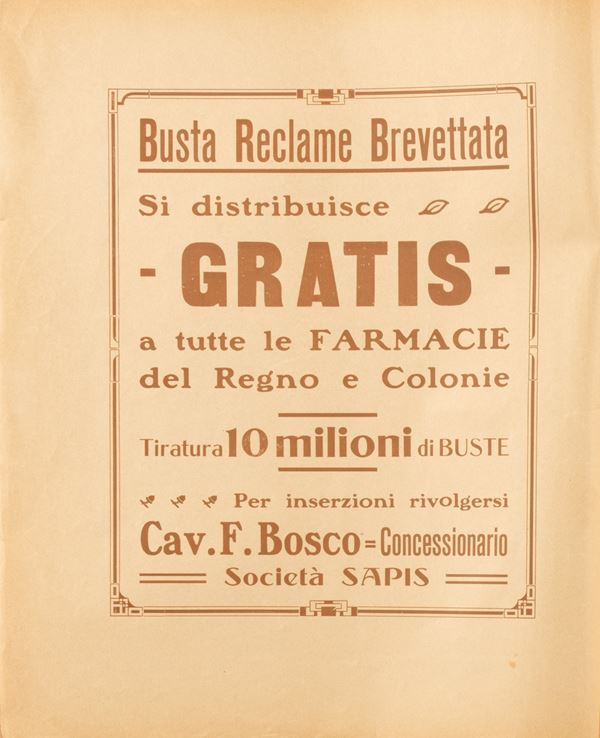 Busta Reclame Brevettata
Si distribuisce
- GRATIS -
a tutte le FARMACIE
del Regno e Colonie
Tiratura 10 milioni di BUSTE
Per inserzioni rivolgersi
Cav. F. Bosco = Concessionario
Società SAPIS